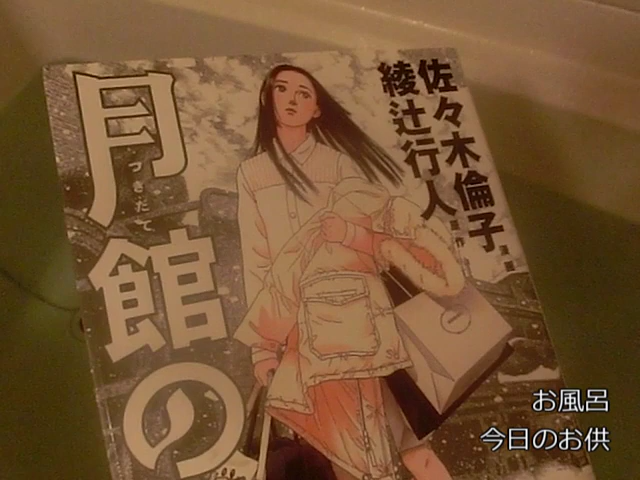 佐々木倫子
漫画
綾辻行人
原作
月館の
つきだて
お風呂
今日のお供